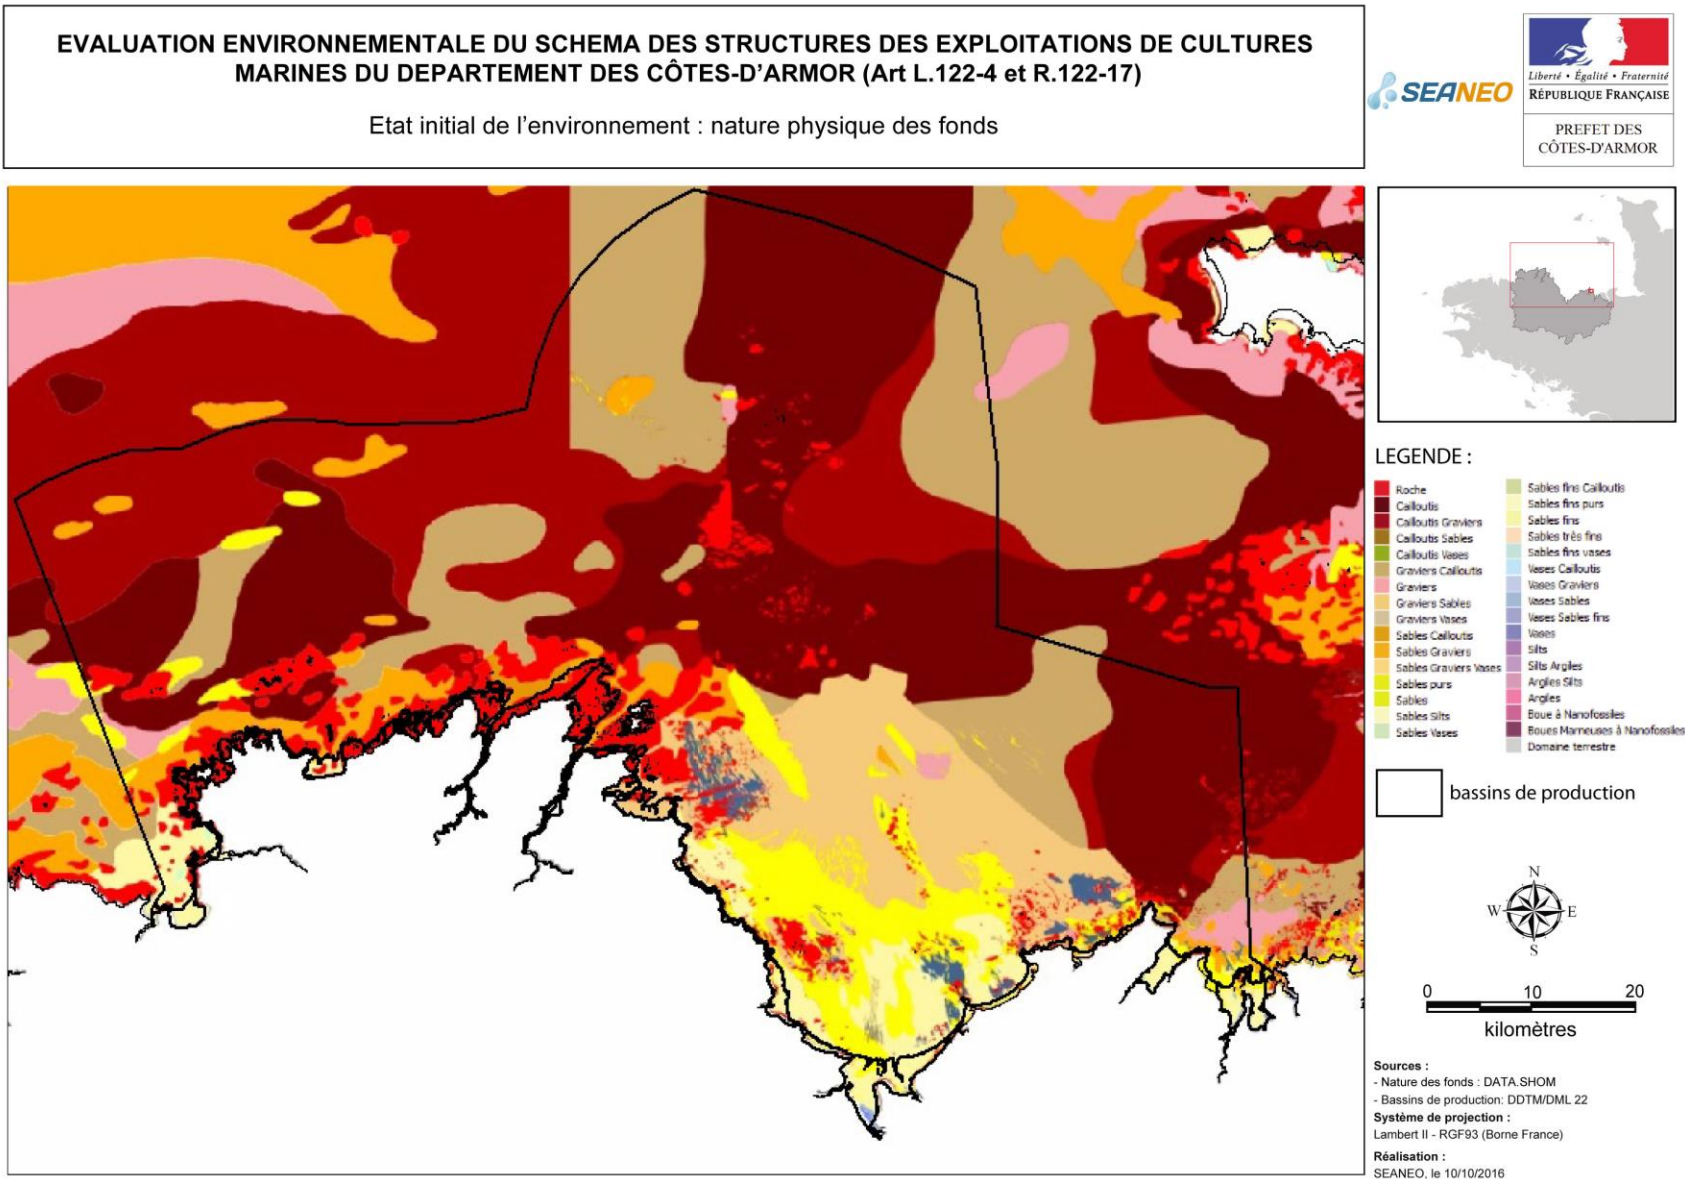 EVALUATION ENVIRONNEMENTALE DU SCHEMA DES STRUCTURES DES EXPLOITATIONS DE CULTURES
MARINES DU DEPARTEMENT DES CÔTES-D'ARMOR (Art L.122-4 et R.122-17)
Etat initial de l'environnement : nature physique des fonds
SEANEO
Liberté • Égalité • Fraternité
RÉPUBLIQUE FRANÇAISE
PREFET DES
CÔTES-D'ARMOR
LEGENDE :
Roche
Cailloutis
Cailloutis Graviers
Cailloutis Sables
Cailloutis Vases
Graviers Cailloutis
Graviers
Graviers Sables
Graviers Vases
Sables Cailloutis
Sables Graviers
Sables Graviers Vases
Sables purs
Sables
Sables Silts
Sables Vases
Sables fins Cailloutis
Sables fins purs
Sables fins
Sables très fins
Sables fins vases
Vases Cailloutis
Vases Graviers
Vases Sables
Vases Sables fins
Vases
Silts
Silts Argiles
Argiles Silts
Argiles
Boue à Nanofossiles
Boues Marneuses à Nanofossiles
Domaine terrestre
bassins de production
N
W E
S
0 10 20
kilomètres
Sources :
- Nature des fonds : DATA.SHOM
- Bassins de production: DDTM/DML 22
Système de projection :
Lambert II - RGF93 (Borne France)
Réalisation :
SEANEO, le 10/10/2016